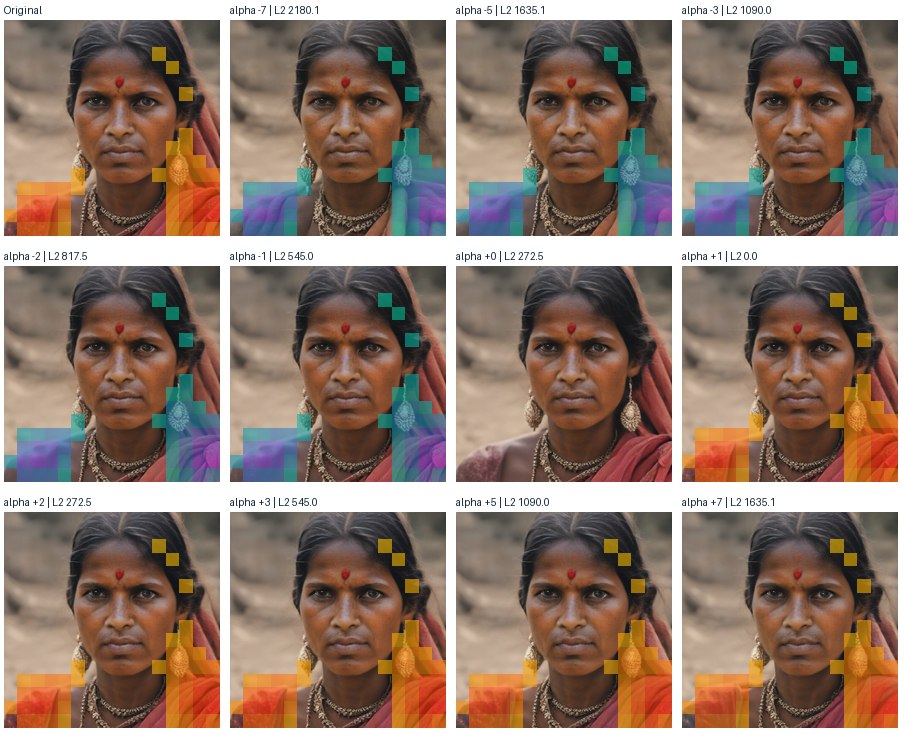 Original
alpha -7 | L2 2180.1
alpha -5 | L2 1635.1
alpha -3 | L2 1090.0
alpha -2 | L2 817.5
alpha -1 | L2 545.0
alpha +0 | L2 272.5
alpha +1 | L2 0.0
alpha +2 | L2 272.5
alpha +3 | L2 545.0
alpha +5 | L2 1090.0
alpha +7 | L2 1635.1